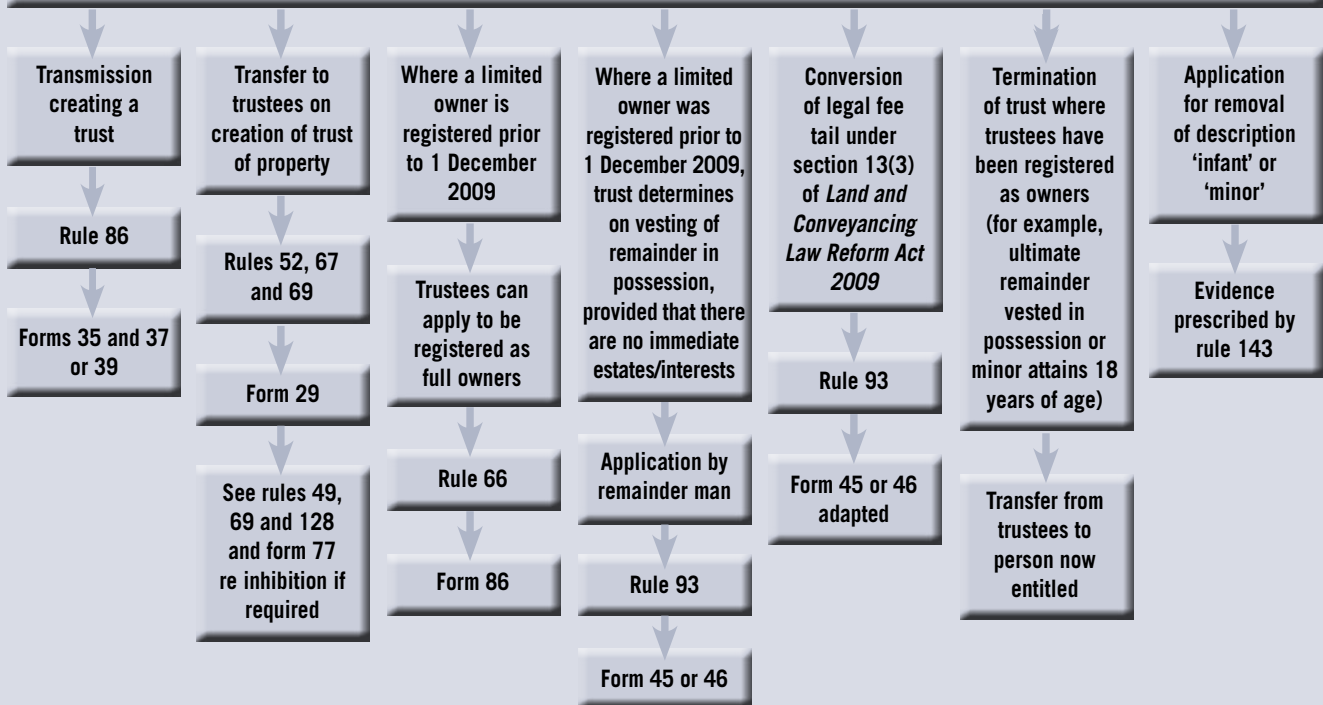 Transmission
creating a
trust
Rule 86
Forms 35 and 37
or 39
Transfer to
trustees on
creation of trust
of property
Rules 52, 67
and 69
Form 29
See rules 49,
69 and 128
and form 77
re inhibition if
required
Where a limited
owner is
registered prior
to 1 December
2009
Trustees can
apply to be
registered as
full owners
Rule 66
Form 86
Where a limited
owner was
registered prior to
1 December 2009,
trust determines
on vesting of
remainder in
possession,
provided that there
are no immediate
estates/interests
Application by
remainder man
Rule 93
Form 45 or 46
Conversion
of legal fee
tail under
section 13(3)
of Land and
Conveyancing
Law Reform Act
2009
Rule 93
Form 45 or 46
adapted
Termination
of trust where
trustees have
been registered
as owners
(for example,
ultimate
remainder
vested in
possession or
minor attains 18
years of age)
Transfer from
trustees to
person now
entitled
Application
for removal
of description
‘infant’ or
‘minor’
Evidence
prescribed by
rule 143